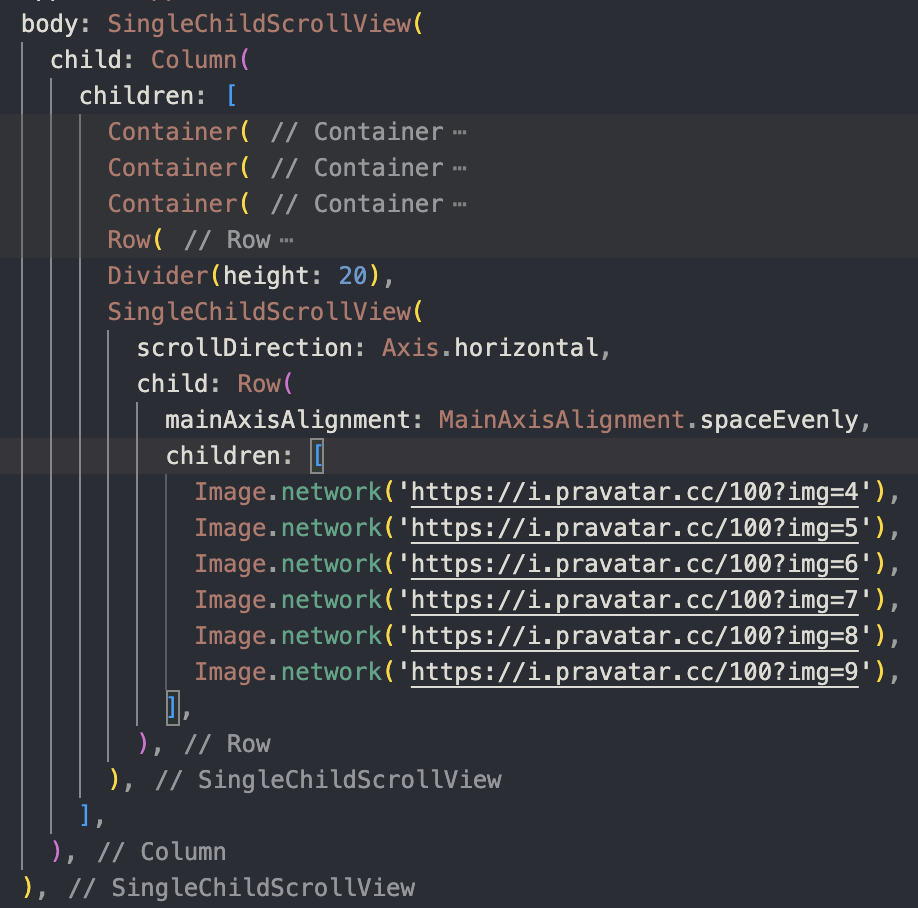 body: SingleChildScrollView(
child: Column(
children: [
Container( // Container ⋯
Container( // Container ⋯
Container( // Container ⋯
Row( // Row ⋯
Divider(height: 20),
SingleChildScrollView(
scrollDirection: Axis.horizontal,
child: Row(
mainAxisAlignment: MainAxisAlignment.spaceEvenly,
children: [
Image.network('https://i.pravatar.cc/100?img=4'),
Image.network('https://i.pravatar.cc/100?img=5'),
Image.network('https://i.pravatar.cc/100?img=6'),
Image.network('https://i.pravatar.cc/100?img=7'),
Image.network('https://i.pravatar.cc/100?img=8'),
Image.network('https://i.pravatar.cc/100?img=9'),
],
), // Row
), // SingleChildScrollView
],
), // Column
), // SingleChildScrollView